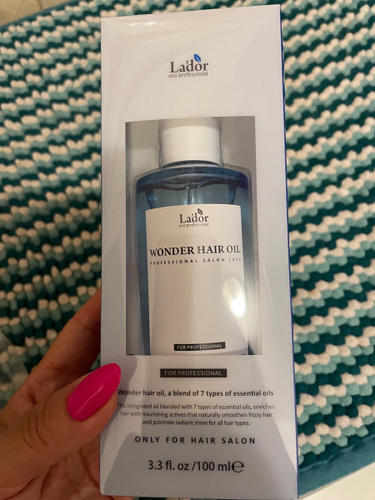 La'dor
eco professional
La'dor
eco professional
WONDER HAIR OIL
PROFESSIONAL SALON CARE
FOR PROFESSIONAL
FOR PROFESSIONAL
Wonder hair oil, a blend of 7 types of essential oils
This integrated oil blended with 7 types of essential oils, enriches
hair with nourishing actives that naturally smoothen frizzy hair
and promote radiant shine for all hair types.
ONLY FOR HAIR SALON
3.3 fl. oz /100 ml℮